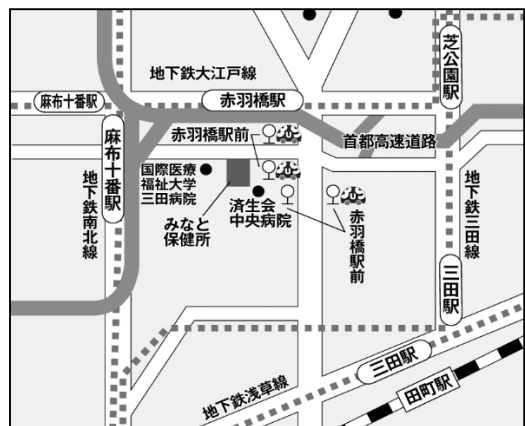 地下鉄大江戸線
芝公園駅
麻布十番駅
赤羽橋駅
麻布十番駅
赤羽橋駅前
首都高速道路
国際医療
福祉大学
三田病院
みなと
保健所
済生会
中央病院
赤羽橋駅前
地下鉄南北線
地下鉄三田線
三田駅
三田駅
田町駅
地下鉄浅草線